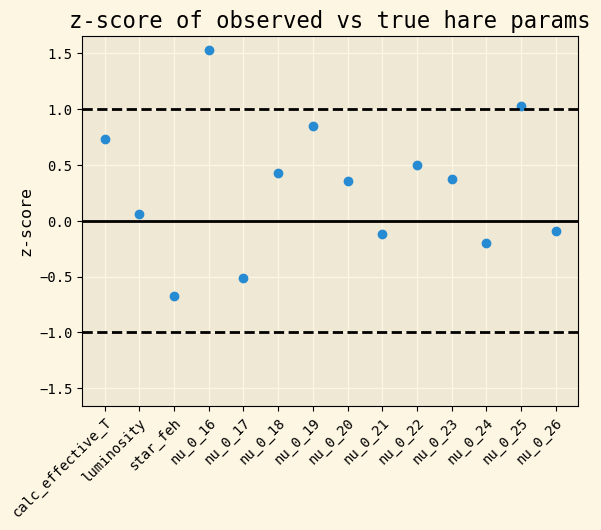 z-score of observed vs true hare params
z-score
1.5
1.0
0.5
0.0
−0.5
−1.0
−1.5
calc_effective_T
luminosity
star_feh
nu_0_16
nu_0_17
nu_0_18
nu_0_19
nu_0_20
nu_0_21
nu_0_22
nu_0_23
nu_0_24
nu_0_25
nu_0_26